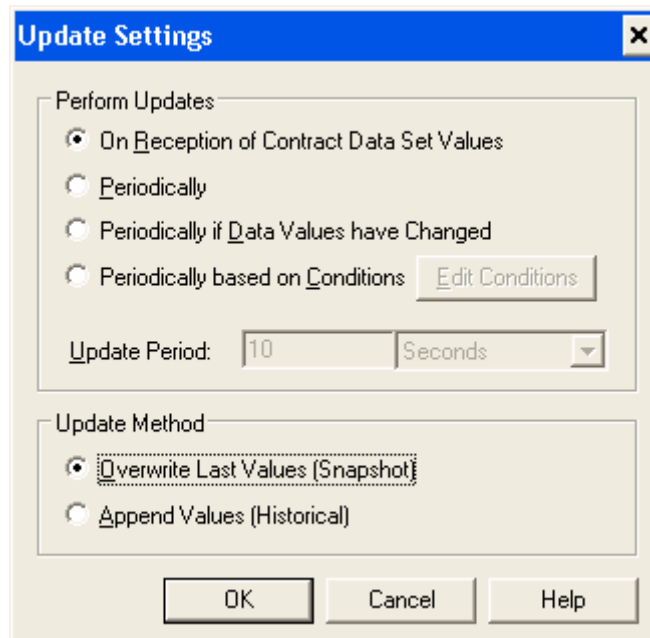 Update Settings
Perform Updates
On Reception of Contract Data Set Values
Periodically
Periodically if Data Values have Changed
Periodically based on Conditions Edit Conditions
Update Period: 10 Seconds
Update Method
Overwrite Last Values (Snapshot)
Append Values (Historical)
OK Cancel Help